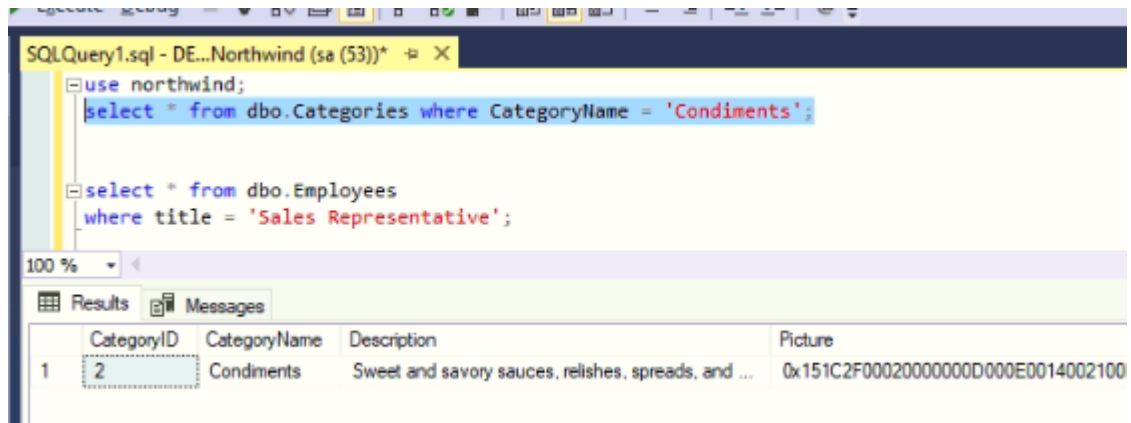 SQLQuery1.sql - DE...Northwind (sa (53))*
use northwind;
select * from dbo.Categories where CategoryName = 'Condiments';
select * from dbo.Employees
where title = 'Sales Representative';
100 %
Results Messages
CategoryID CategoryName Description Picture
1 2 Condiments Sweet and savory sauces, relishes, spreads, and ... 0x151C2F00020000000D000E0014002100